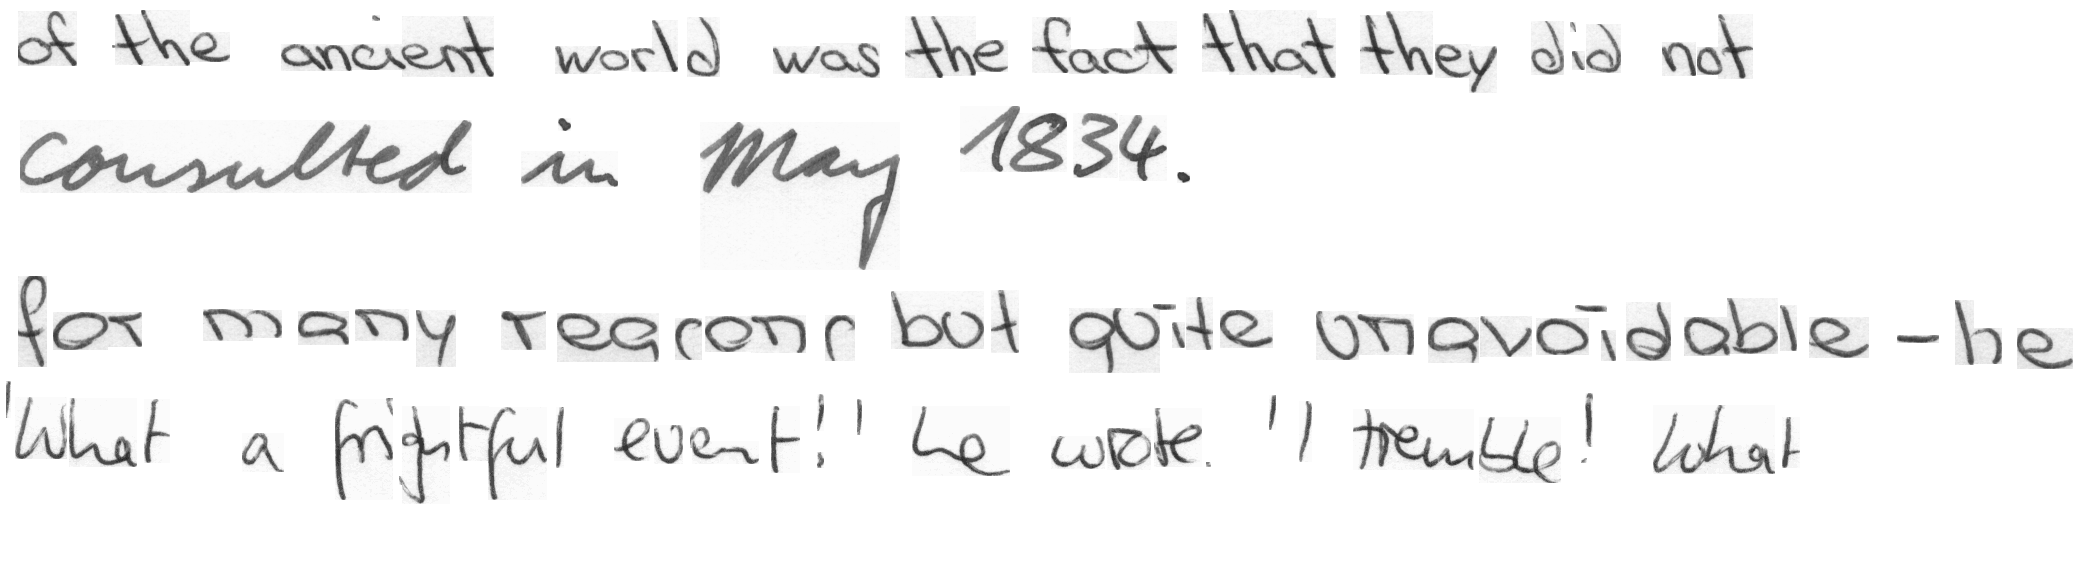 of the ancient world was the fact that they did not
consulted in May 1834.
for many reasons but quite unavoidable - he
'What a frightful event!' he wrote. 'I tremble! What